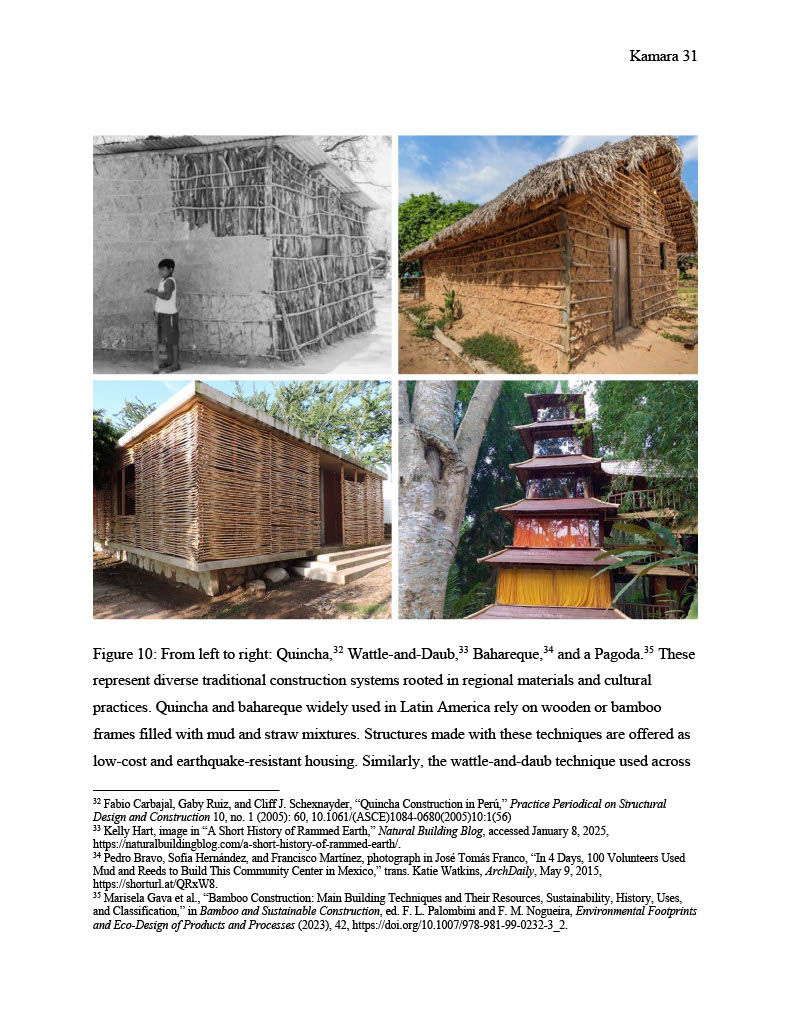 Kamara 31
Figure 10: From left to right: Quincha,32 Wattle-and-Daub,33 Bahareque,34 and a Pagoda.35 These
represent diverse traditional construction systems rooted in regional materials and cultural
practices. Quincha and bahareque widely used in Latin America rely on wooden or bamboo
frames filled with mud and straw mixtures. Structures made with these techniques are offered as
low-cost and earthquake-resistant housing. Similarly, the wattle-and-daub technique used across
32 Fabio Carbajal, Gaby Ruiz, and Cliff J. Schexnayder, “Quincha Construction in Perú,” Practice Periodical on Structural
Design and Construction 10, no. 1 (2005): 60, 10.1061/(ASCE)1084-0680(2005)10:1(56)
33 Kelly Hart, image in “A Short History of Rammed Earth,” Natural Building Blog, accessed January 8, 2025,
https://naturalbuildingblog.com/a-short-history-of-rammed-earth/.
34 Pedro Bravo, Sofía Hernández, and Francisco Martínez, photograph in José Tomás Franco, “In 4 Days, 100 Volunteers Used
Mud and Reeds to Build This Community Center in Mexico,” trans. Katie Watkins, ArchDaily, May 9, 2015,
https://shorturl.at/QRxW8.
35 Marisela Gava et al., “Bamboo Construction: Main Building Techniques and Their Resources, Sustainability, History, Uses,
and Classification,” in Bamboo and Sustainable Construction, ed. F. L. Palombini and F. M. Nogueira, Environmental Footprints
and Eco-Design of Products and Processes (2023), 42, https://doi.org/10.1007/978-981-99-0232-3_2.